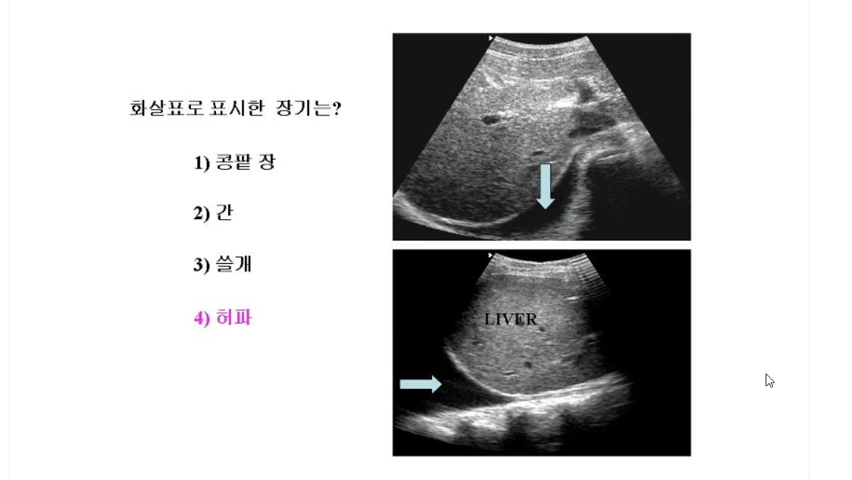 화살표로 표시한 장기는?
1) 콩팥 장
2) 간
3) 쓸개
4) 허파
LIVER